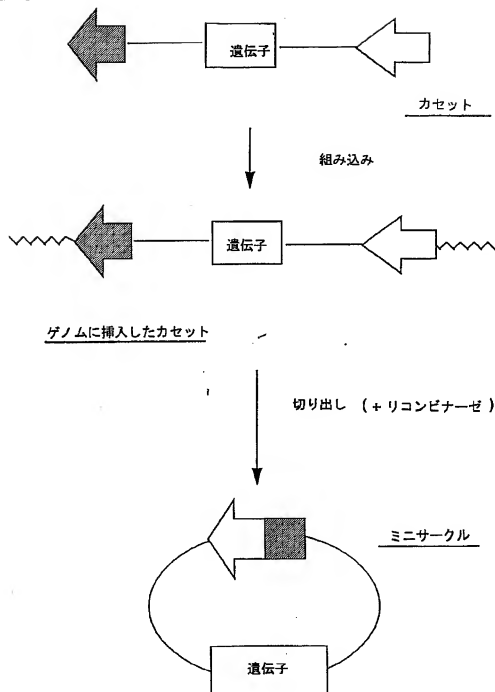 遺伝子
カセット
組み込み
遺伝子
ゲノムに挿入したカセット
切り出し (+リコンビナーゼ)
ミニサークル
遺伝子